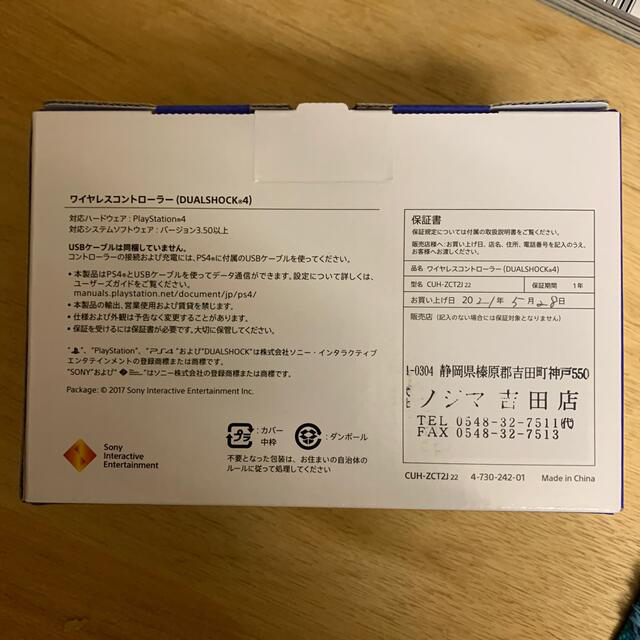 ワイヤレスコントローラー (DUALSHOCK®4)
対応ハードウェア : PlayStation®4
対応システムソフトウェア : バージョン3.50以上
USBケーブルは同梱していません。
コントローラーの接続および充電には、PS4®に付属のUSBケーブルを使ってください。
• 本製品はPS4®とUSBケーブルを使ってデータ通信ができます。設定について詳しくは、
ユーザーズガイドをご覧ください。
manuals.playstation.net/document/jp/ps4/
• 本製品の輸出、営業使用および賃貸を禁じます。
• 仕様および外観は予告なく変更することがあります。
• 保証を受けるには保証書が必要です。大切に保管してください。
" ", "PlayStation", "PS4"および"DUALSHOCK"は株式会社ソニー・インタラクティブ
エンタテインメントの登録商標または商標です。
"SONY"および" "はソニー株式会社の登録商標または商標です。
Package: © 2017 Sony Interactive Entertainment Inc.
Sony
Interactive
Entertainment
プラ
: カバー
中枠
: ダンボール
不要となった包装は、お住まいの自治体の
ルールに従って処理してください
保証書
保証規定については付属の取扱説明書をご覧ください。
販売店様へ : お買い上げ日、店名、住所、電話番号を記入のうえ、
お客様へお渡しください。
品名 ワイヤレスコントローラー (DUALSHOCK®4)
型名 CUH-ZCT2J 22 保証期間 1年
お買い上げ日 2021年5月28日
販売店 (記入のない場合には保証対象となりません)
1-0304 静岡県榛原郡吉田町神戸550
ノジマ 吉田店
TEL 0548-32-7511㈹
FAX 0548-32-7513
CUH-ZCT2J 22 4-730-242-01 Made in China